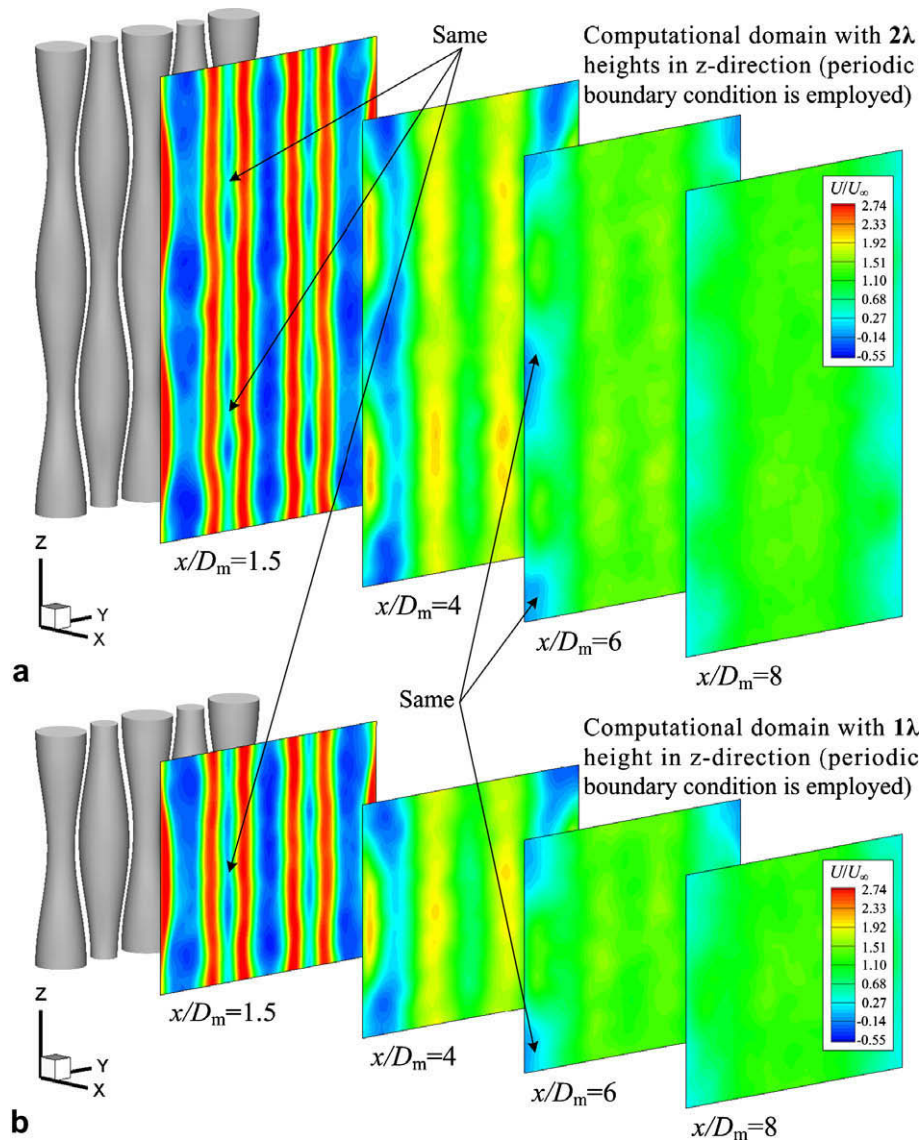 Same
Computational domain with 2λ
heights in z-direction (periodic
boundary condition is employed)
U/U∞
2.74
2.33
1.92
1.51
1.10
0.68
0.27
-0.14
-0.55
x/Dm=1.5
x/Dm=4
x/Dm=6
x/Dm=8
Z
Y
X
a
Same
Computational domain with 1λ
height in z-direction (periodic
boundary condition is employed)
U/U∞
2.74
2.33
1.92
1.51
1.10
0.68
0.27
-0.14
-0.55
x/Dm=1.5
x/Dm=4
x/Dm=6
x/Dm=8
Z
Y
X
b